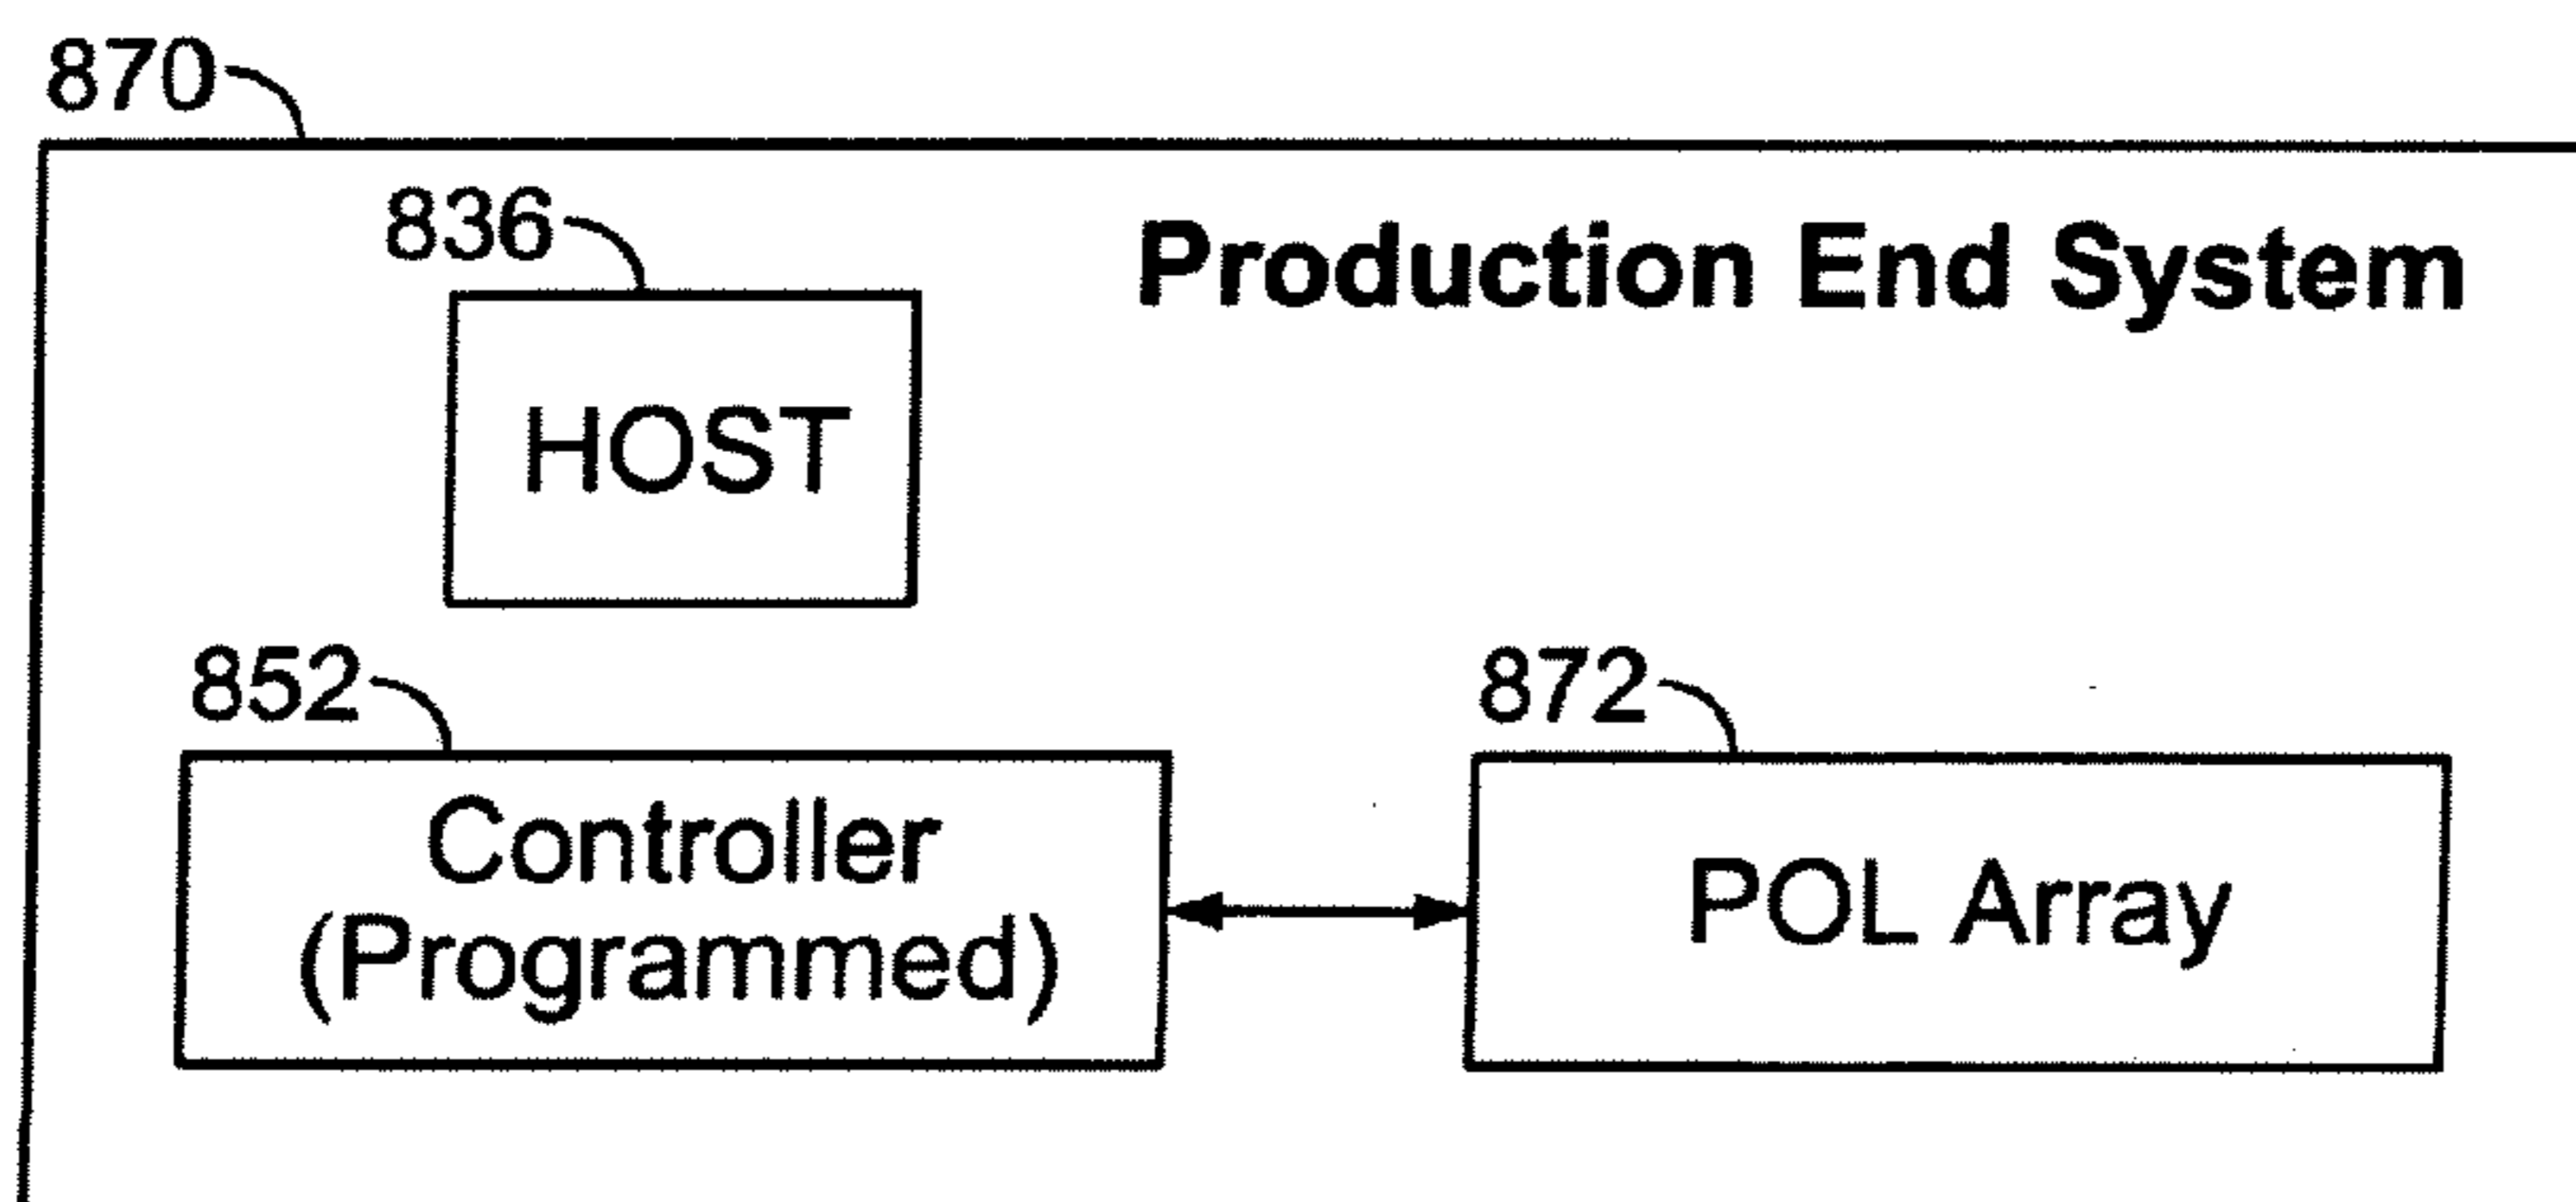 870
836
Production End System
HOST
852
872
Controller
(Programmed)
POL Array